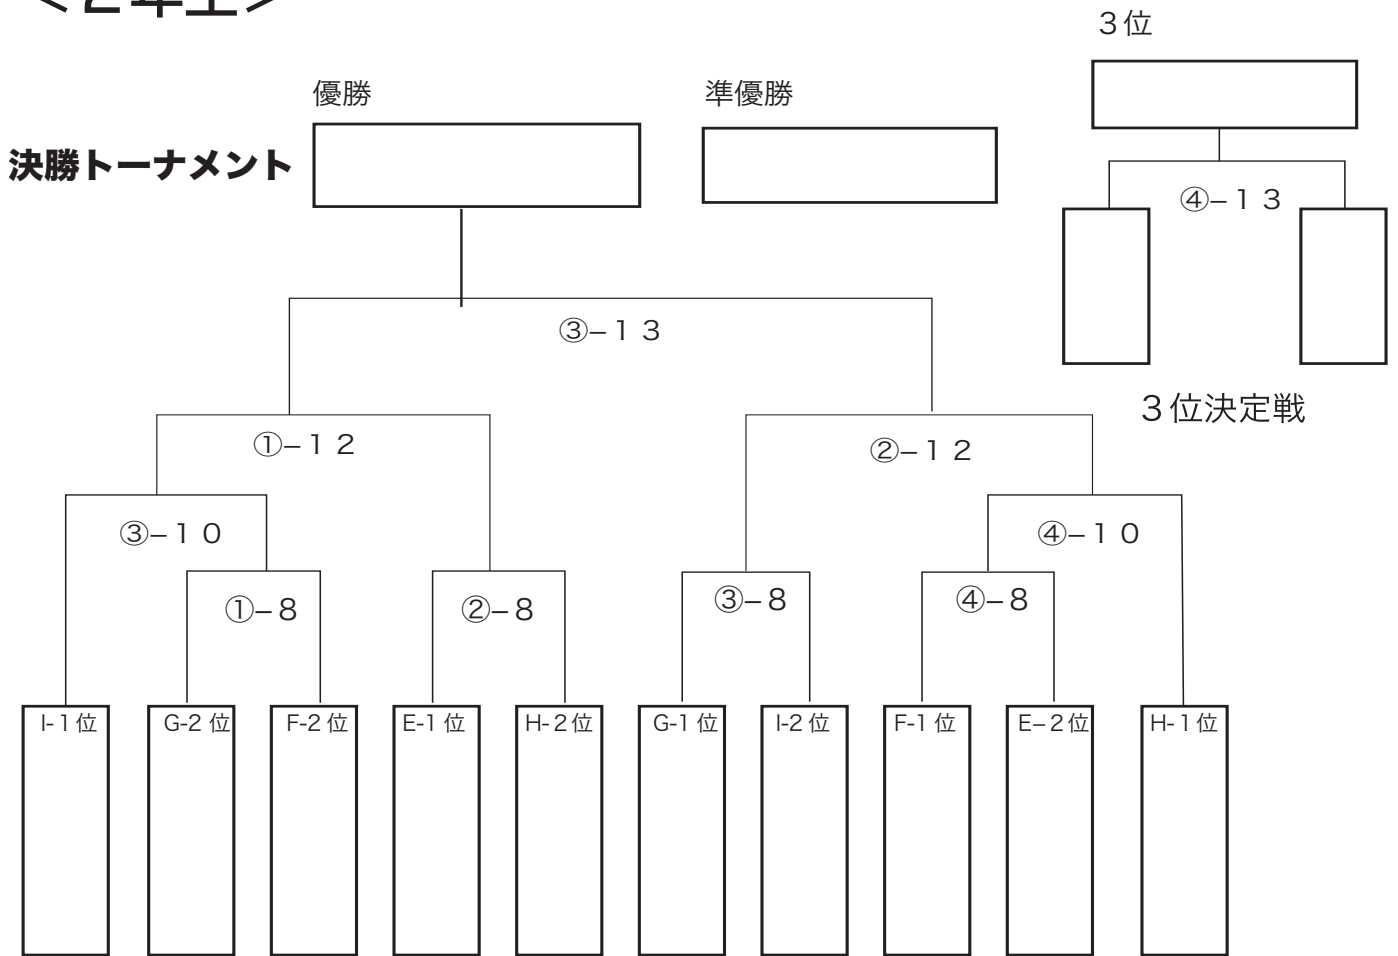 <2年生>
3位
優勝
準優勝
決勝トーナメント
④–13
③–13
3位決定戦
①–12
②–12
③–10
④–10
①–8
②–8
③–8
④–8
I-1位
G-2位
F-2位
E-1位
H-2位
G-1位
I-2位
F-1位
E–2位
H-1位